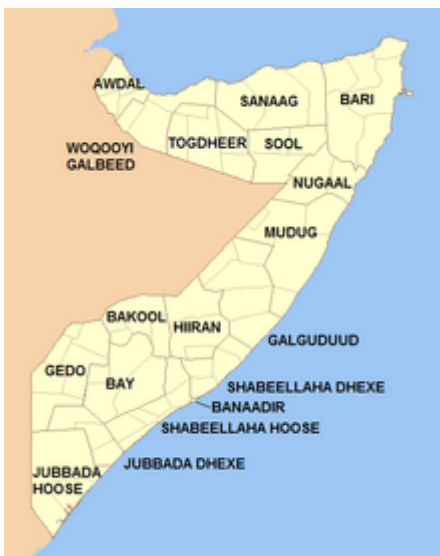 AWDAL
SANAAG
BARI
WOQOOYI
GALBEED
TOGDHEER
SOOL
NUGAAL
MUDUG
BAKOOL
HIIRAN
GALGUDUUD
GEDO
BAY
SHABEELLAHA DHEXE
BANAADIR
SHABEELLAHA HOOSE
JUBBADA
HOOSE
JUBBADA DHEXE